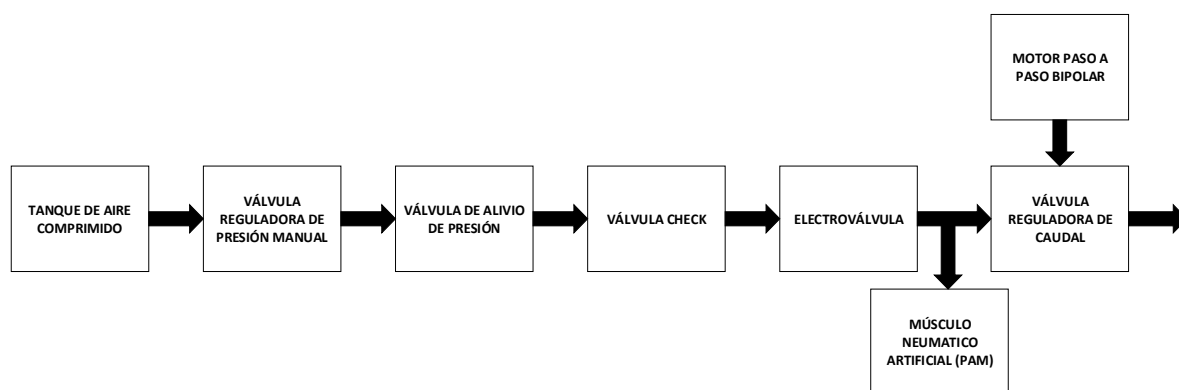 MOTOR PASO A
PASO BIPOLAR
TANQUE DE AIRE
COMPRIMIDO
VÁLVULA
REGULADORA DE
PRESIÓN MANUAL
VÁLVULA DE ALIVIO
DE PRESIÓN
VÁLVULA CHECK
ELECTROVÁLVULA
VÁLVULA
REGULADORA DE
CAUDAL
MÚSCULO
NEUMATICO
ARTIFICIAL (PAM)